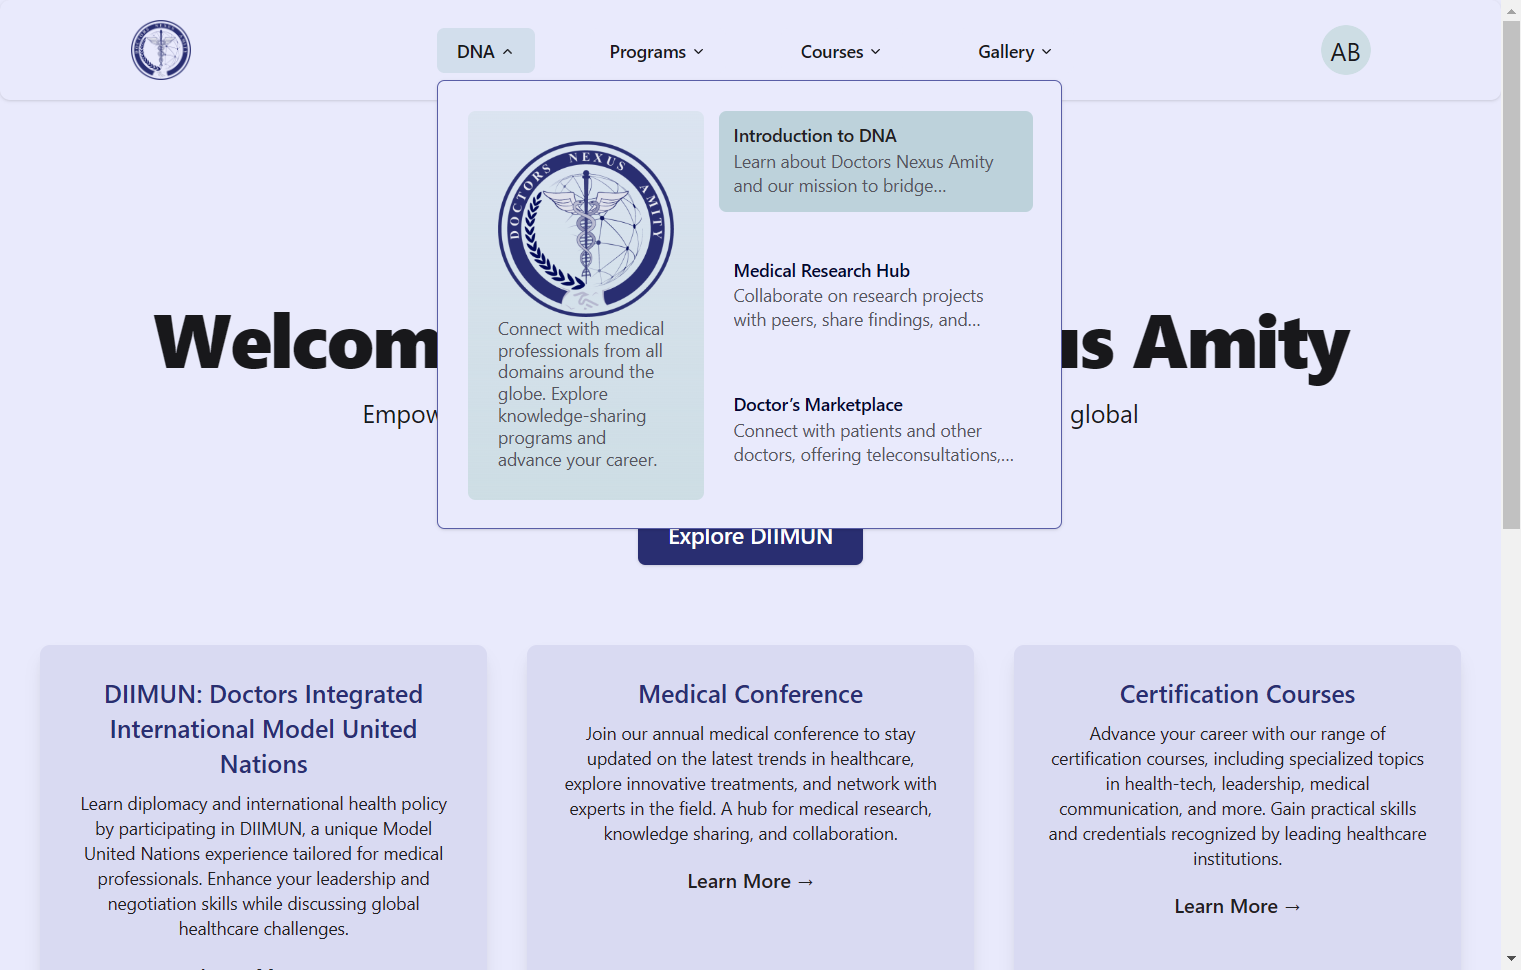 DOCTORS NEXUS AMITY
DNA
Programs
Courses
Gallery
AB
DOCTORS NEXUS AMITY
Connect with medical
professionals from all
domains around the
globe. Explore
knowledge-sharing
programs and
advance your career.
Introduction to DNA
Learn about Doctors Nexus Amity
and our mission to bridge...
Medical Research Hub
Collaborate on research projects
with peers, share findings, and...
Doctor’s Marketplace
Connect with patients and other
doctors, offering teleconsultations,...
Welcom us Amity
Empow global
Explore DIIMUN
DIIMUN: Doctors Integrated
International Model United
Nations
Learn diplomacy and international health policy
by participating in DIIMUN, a unique Model
United Nations experience tailored for medical
professionals. Enhance your leadership and
negotiation skills while discussing global
healthcare challenges.
Medical Conference
Join our annual medical conference to stay
updated on the latest trends in healthcare,
explore innovative treatments, and network with
experts in the field. A hub for medical research,
knowledge sharing, and collaboration.
Learn More →
Certification Courses
Advance your career with our range of
certification courses, including specialized topics
in health-tech, leadership, medical
communication, and more. Gain practical skills
and credentials recognized by leading healthcare
institutions.
Learn More →